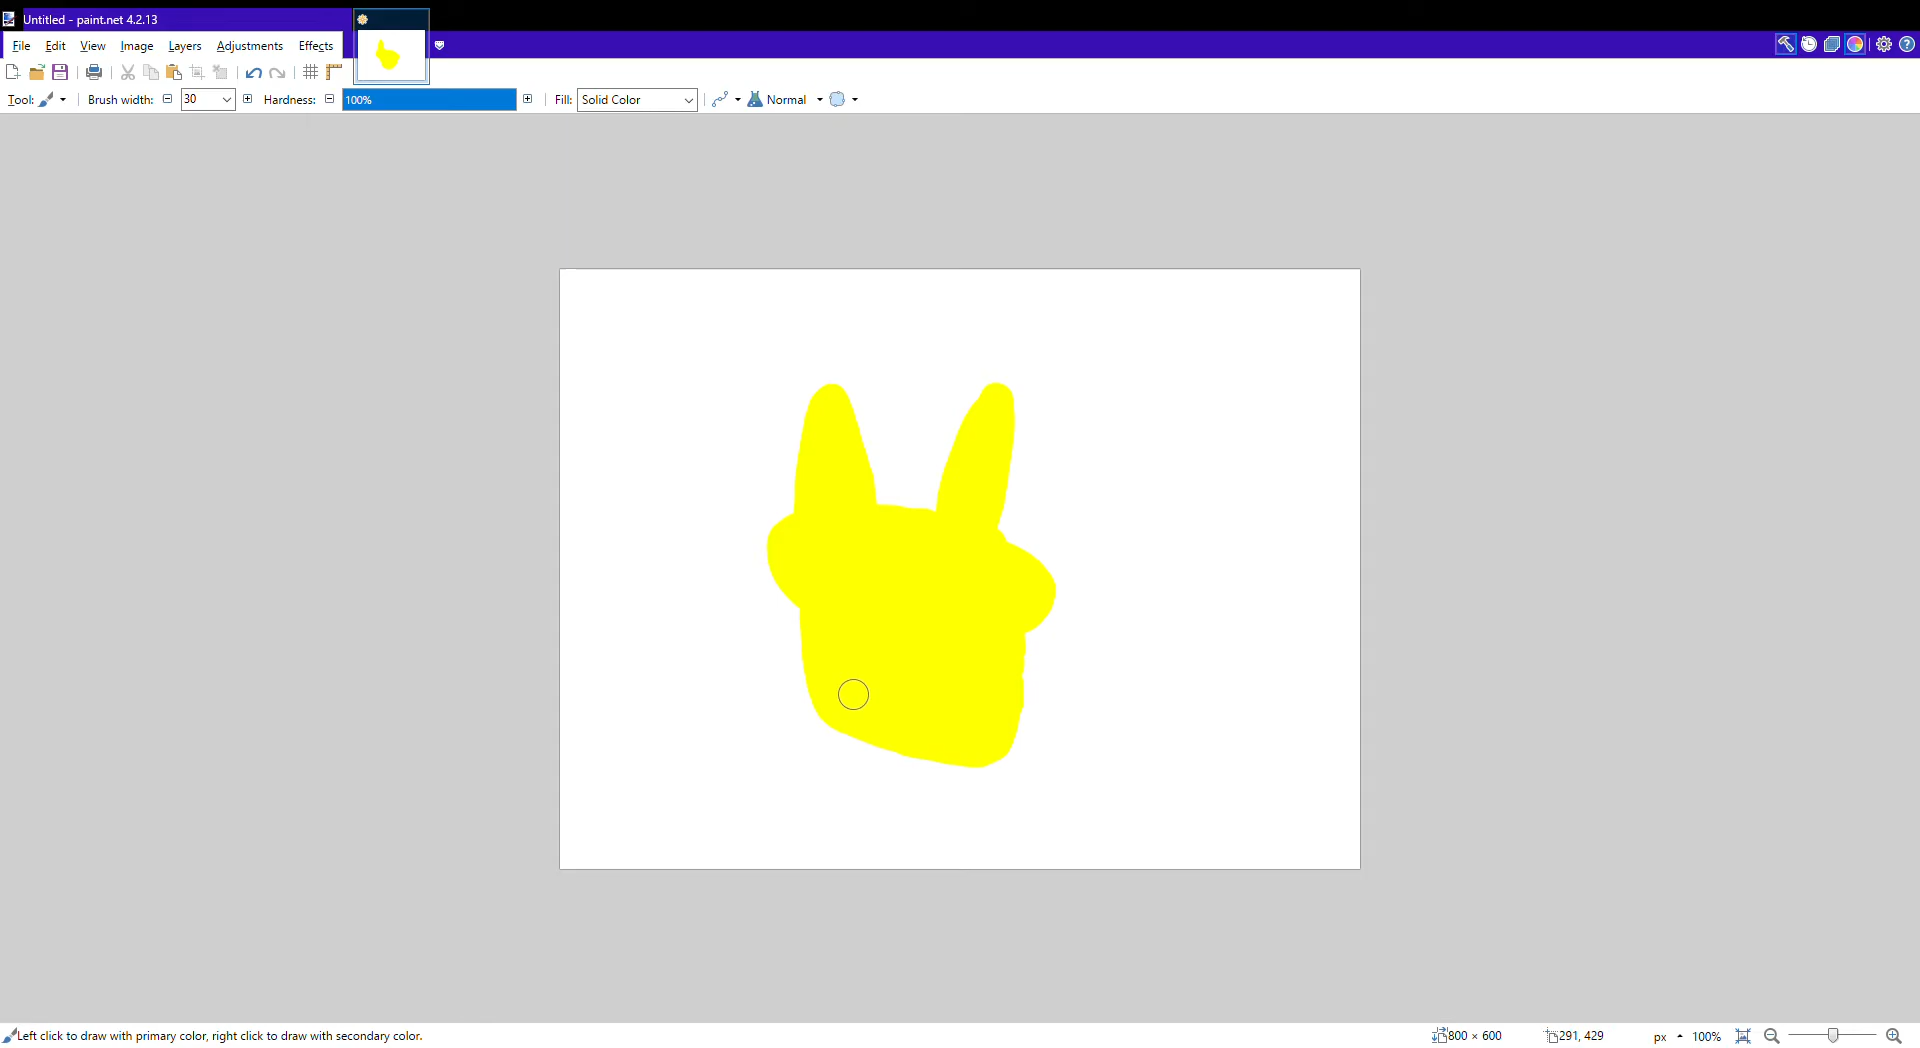 Untitled - paint.net 4.2.13
File Edit View Image Layers Adjustments Effects
Tool: Brush width: 30 Hardness: 100% Fill: Solid Color Normal
Left click to draw with primary color, right click to draw with secondary color. 800 × 600 291, 429 px 100%